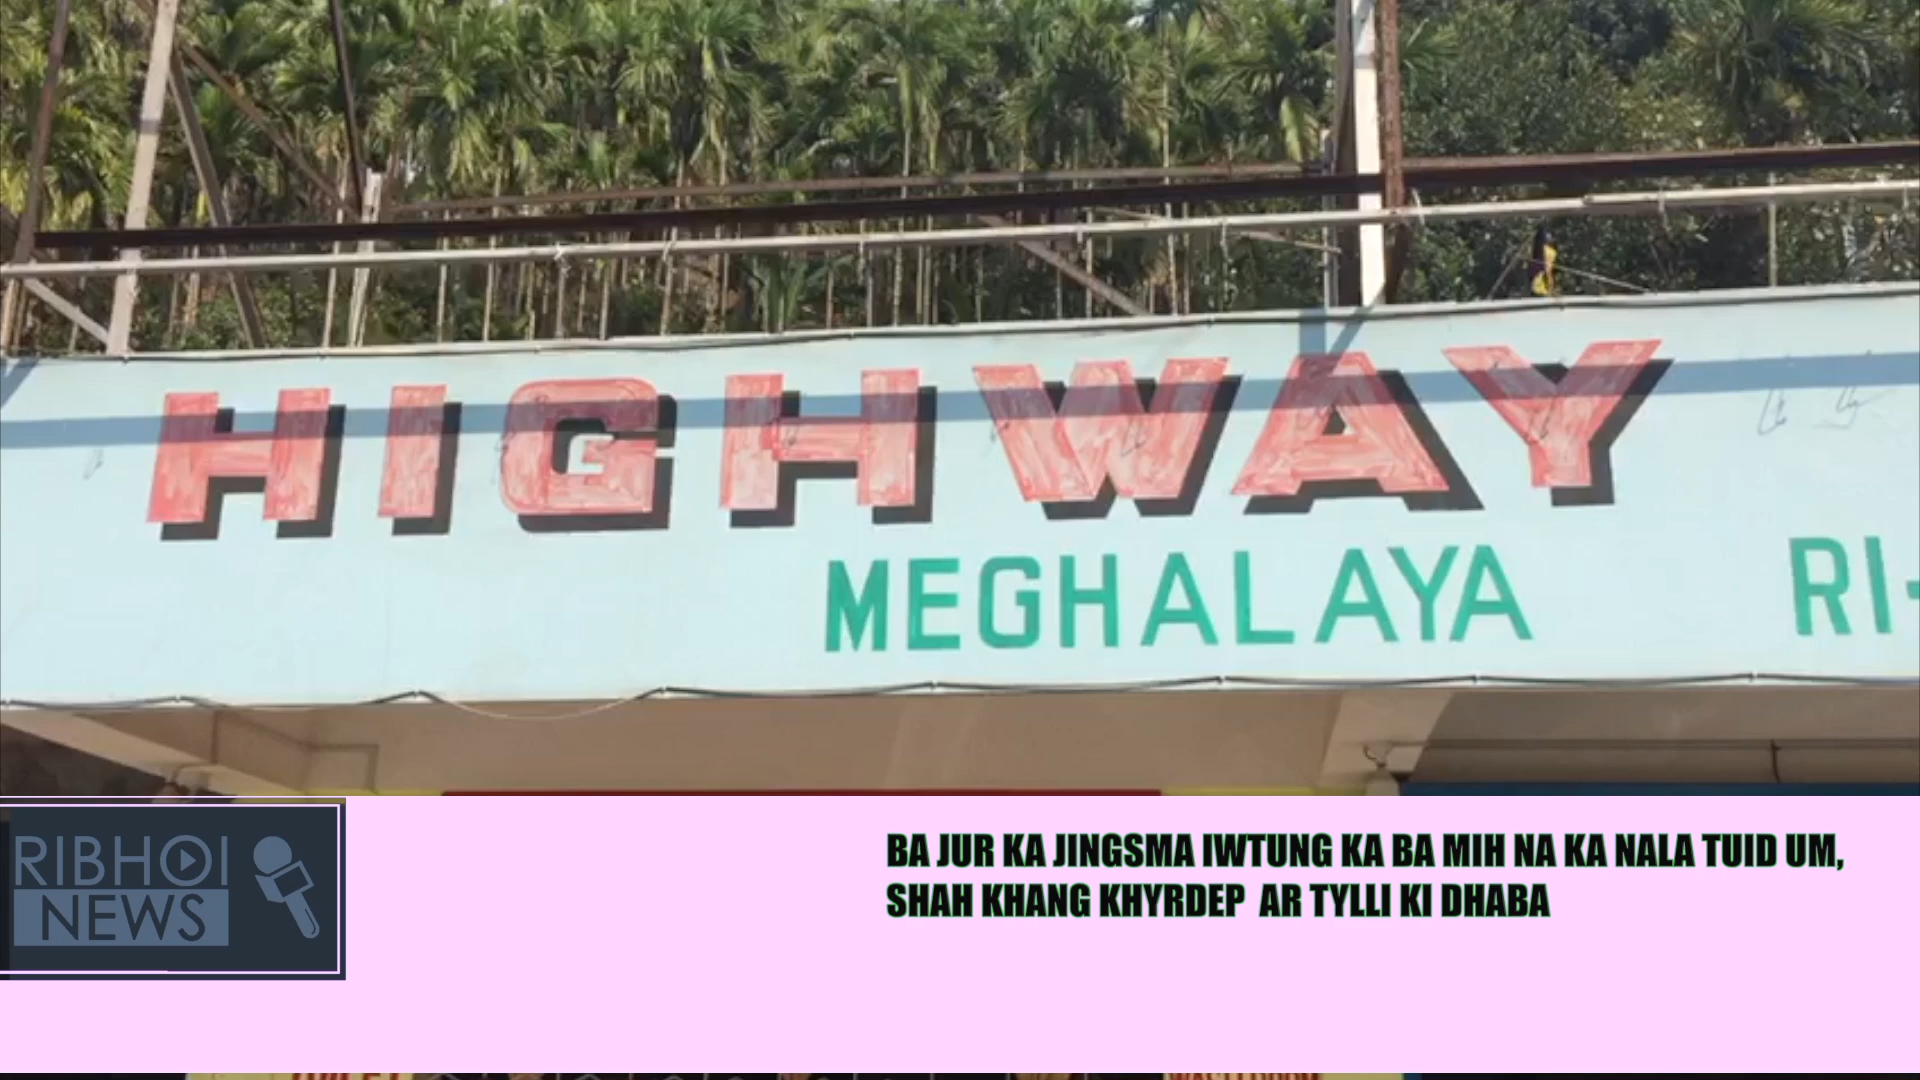 HIGHWAY
MEGHALAYA
RI-
RIBHOI
NEWS
BA JUR KA JINGSMA IWTUNG KA BA MIH NA KA NALA TUID UM,
SHAH KHANG KHYRDEP AR TYLLI KI DHABA